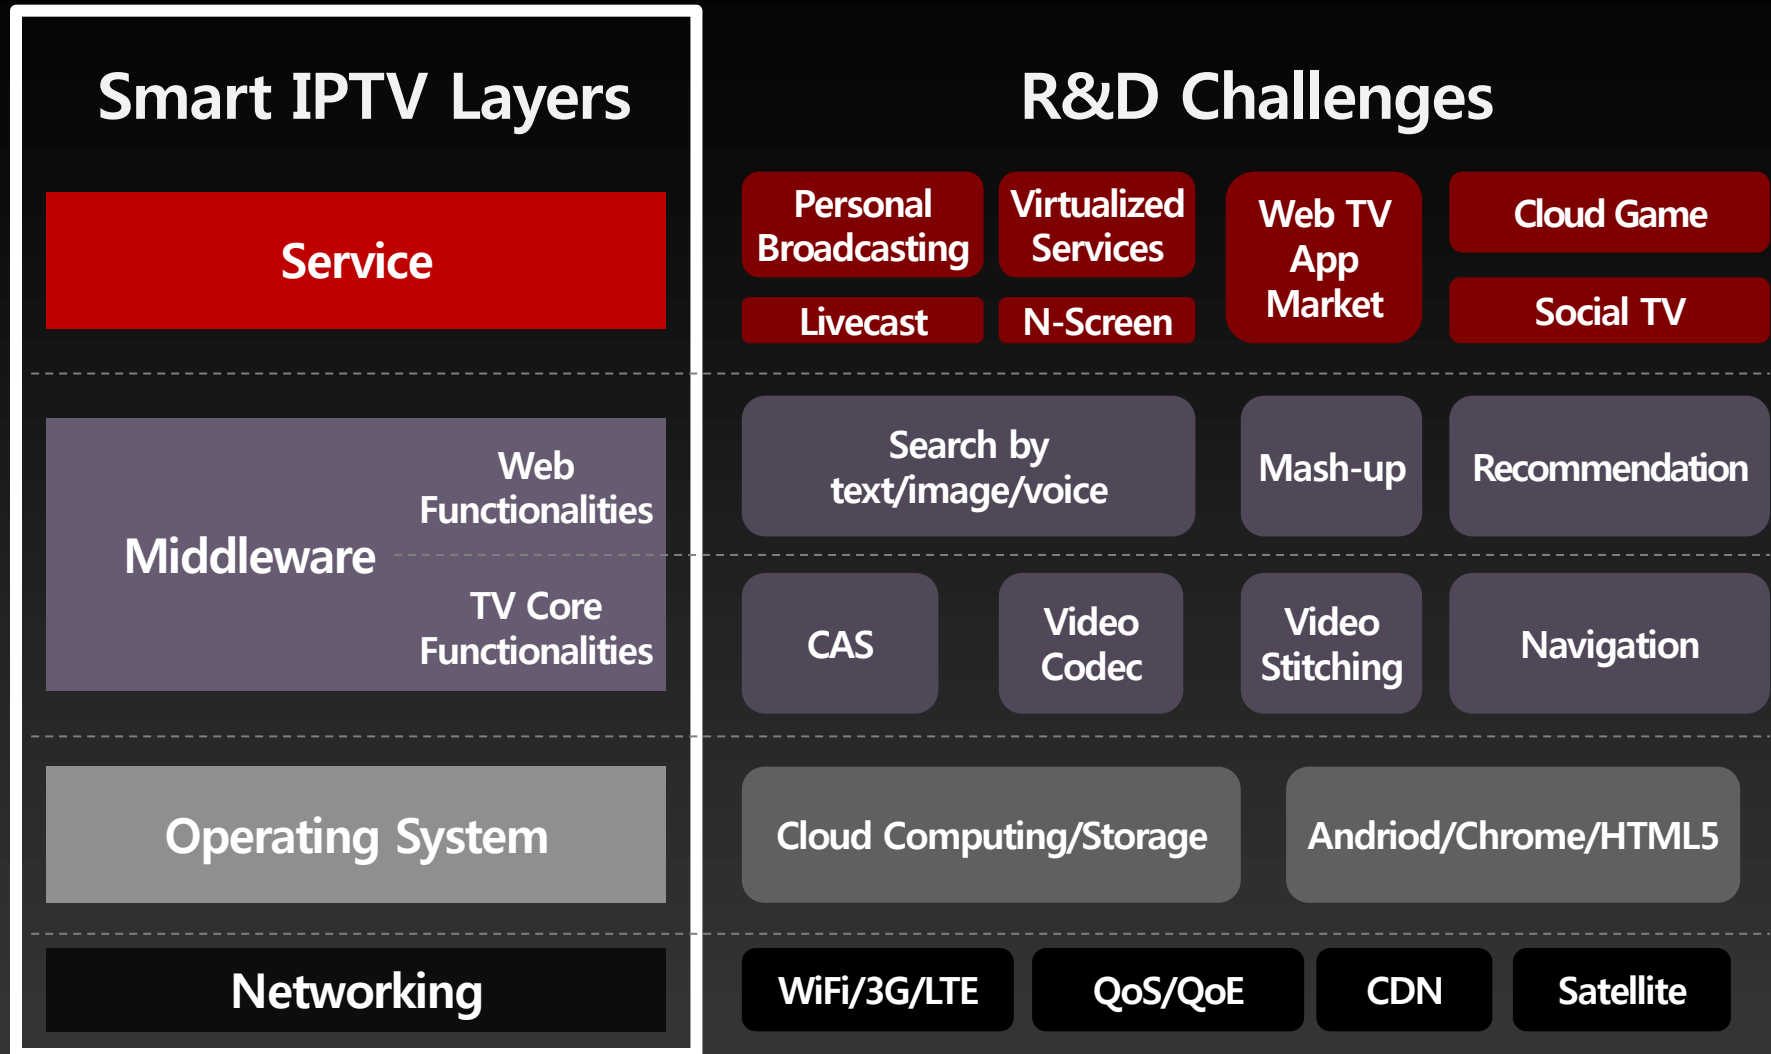 Smart IPTV Layers
R&D Challenges
Service
Personal
Broadcasting
Virtualized
Services
Web TV
App
Market
Cloud Game
Livecast
N-Screen
Social TV
Middleware
Web
Functionalities
Search by
text/image/voice
Mash-up
Recommendation
TV Core
Functionalities
CAS
Video
Codec
Video
Stitching
Navigation
Operating System
Cloud Computing/Storage
Andriod/Chrome/HTML5
Networking
WiFi/3G/LTE
QoS/QoE
CDN
Satellite